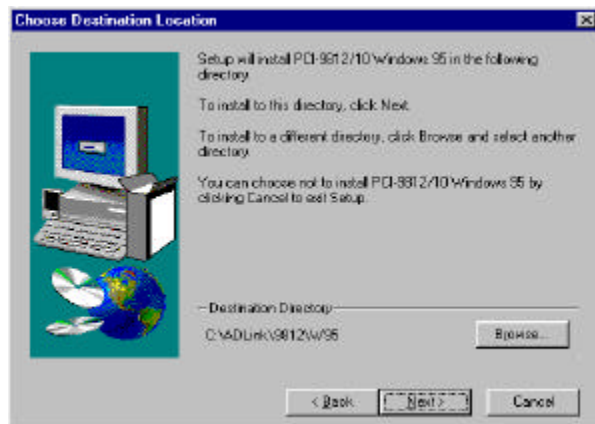 Choose Destination Location
Setup will install PCI-9812/10 Windows 95 in the following
directory.
To install to this directory, click Next.
To install to a different directory, click Browse and select another
directory.
You can choose not to install PCI-9812/10 Windows 95 by
clicking Cancel to exit Setup.
Destination Directory
C:\ADLink\9812\W95
Browse...
< Back
Next >
Cancel